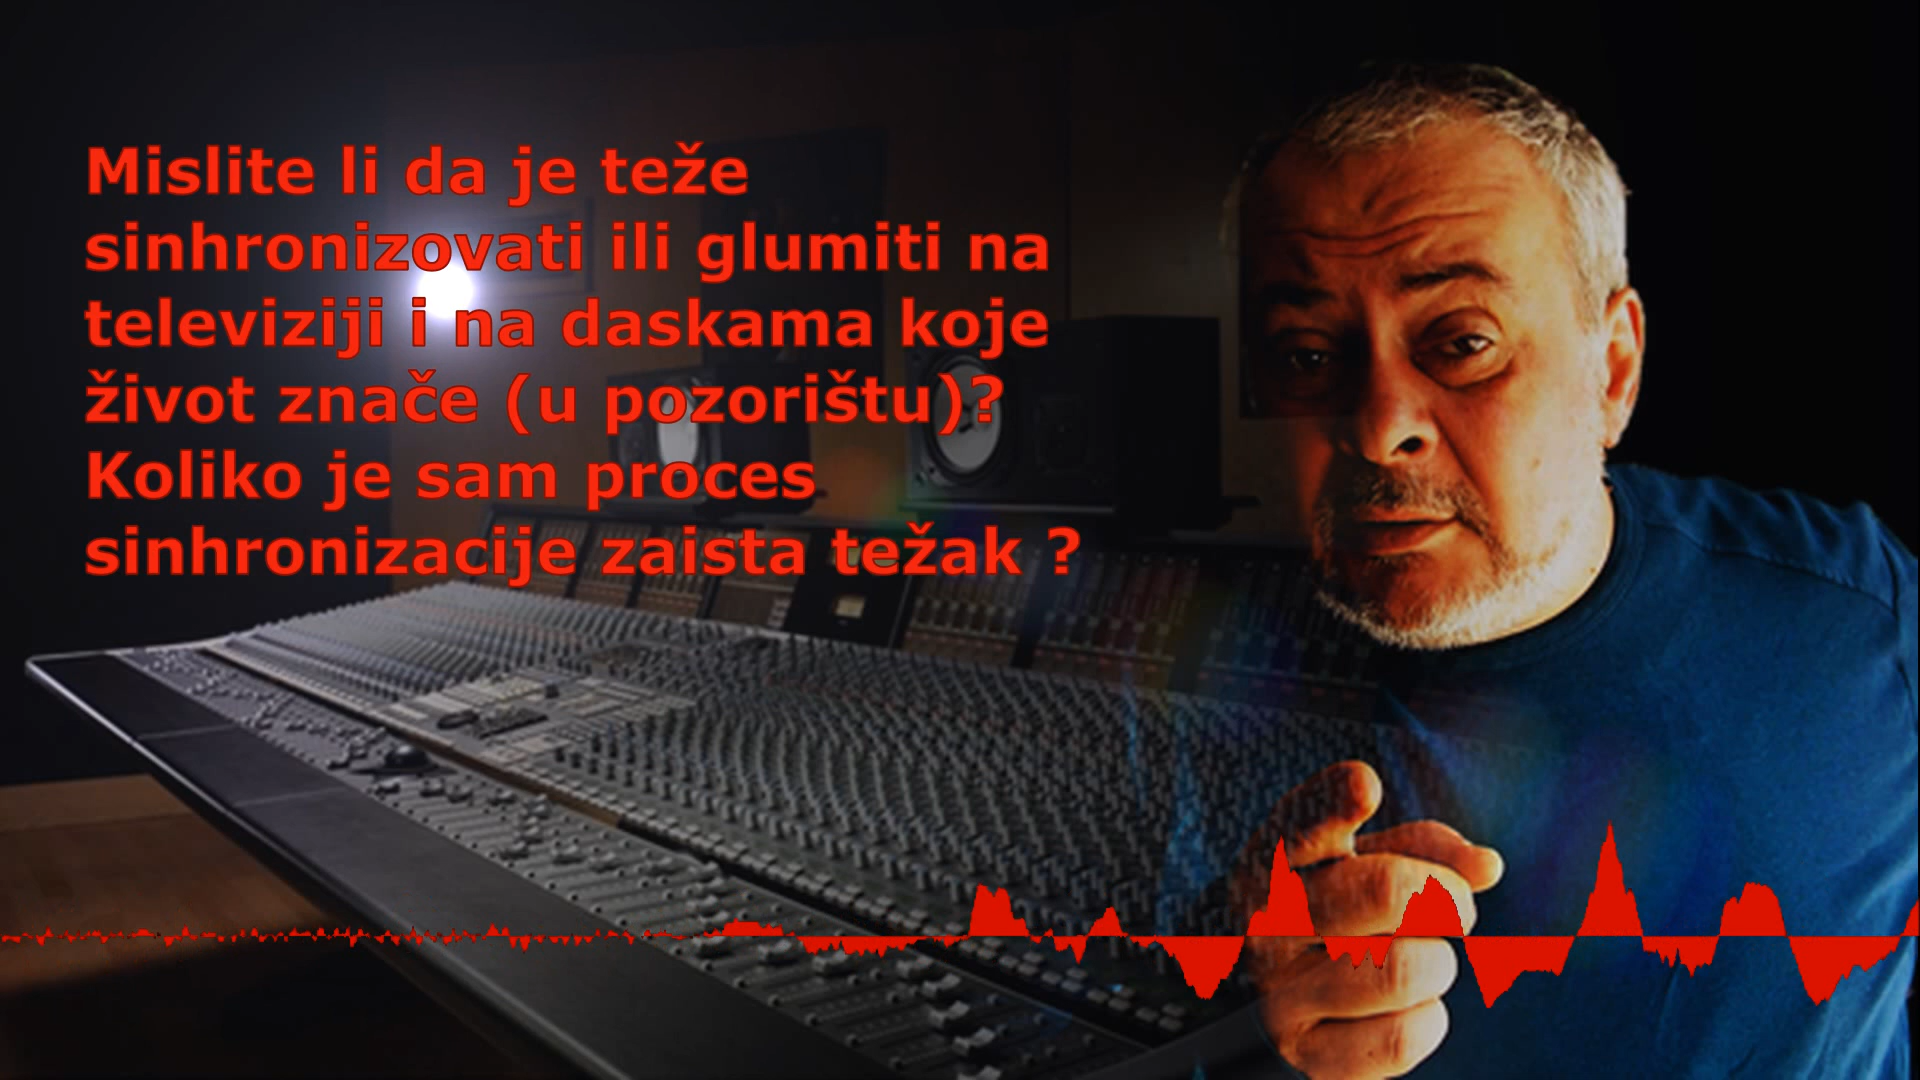 Mislite li da je teže
sinhronizovati ili glumiti na
televiziji i na daskama koje
život znače (u pozorištu)?
Koliko je sam proces
sinhronizacije zaista težak ?